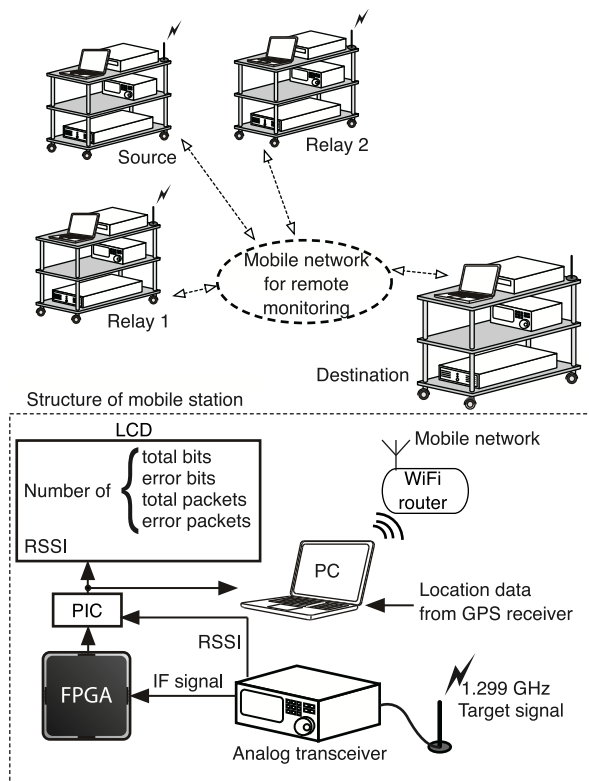 Source
Relay 2
Mobile network
for remote
monitoring
Relay 1
Destination
Structure of mobile station
LCD
Number of
total bits
error bits
total packets
error packets
RSSI
Mobile network
WiFi
router
PC
Location data
from GPS receiver
PIC
RSSI
FPGA
IF signal
1.299 GHz
Target signal
Analog transceiver